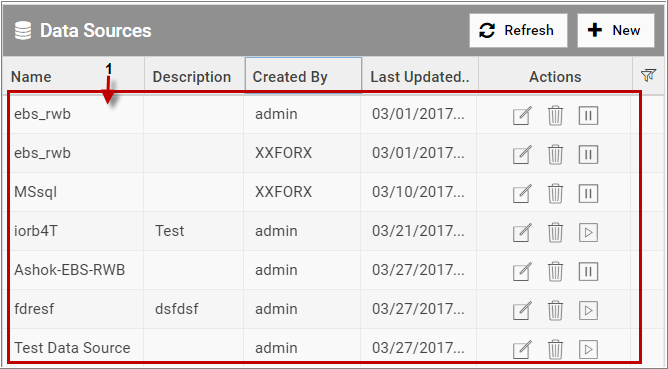 Data Sources Refresh New
1
Name Description Created By Last Updated.. Actions
ebs_rwb admin 03/01/2017...
ebs_rwb XXFORX 03/01/2017...
MSsql XXFORX 03/10/2017...
iorb4T Test admin 03/21/2017...
Ashok-EBS-RWB admin 03/27/2017...
fdresf dsfdsf admin 03/27/2017...
Test Data Source admin 03/27/2017...